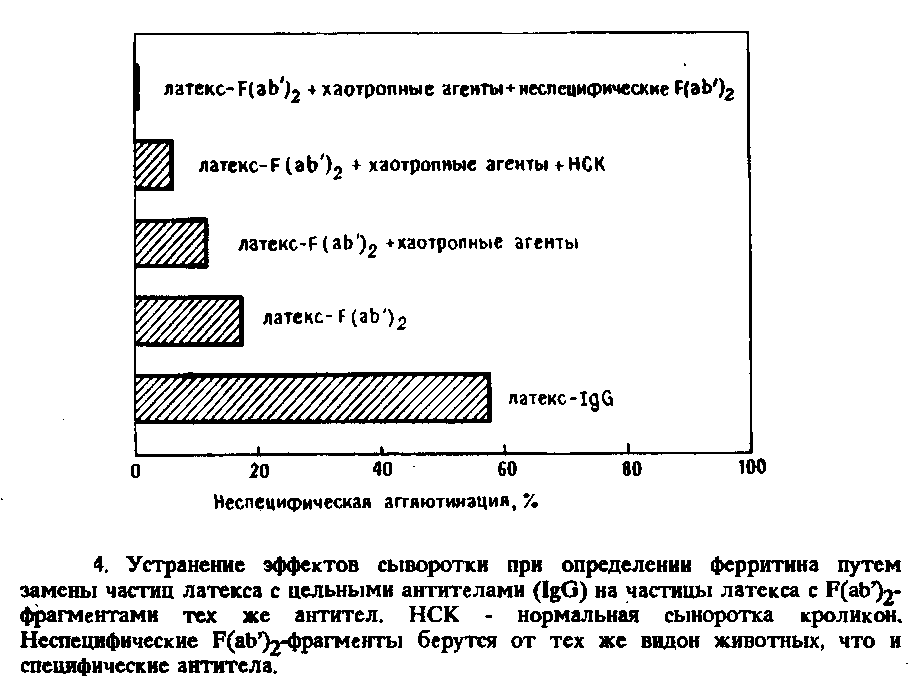 латекс-F(ab')2 + хаотропные агенты+неспецифические F(ab')2
латекс-F(ab')2 + хаотропные агенты +НСК
латекс-F(ab')2 +хаотропные агенты
латекс-F(ab')2
латекс-IgG
0 20 40 60 80 100
Неспецифическая агглютинация, %
4. Устранение эффектов сыворотки при определении ферритина путем
замены частиц латекса с цельными антителами (IgG) на частицы латекса с F(ab')2-
фрагментами тех же антител. НСК - нормальная сыноротка кроликон.
Неспецифические F(ab')2-фрагменты берутся от тех же видон животных, что и
специфические антитела.